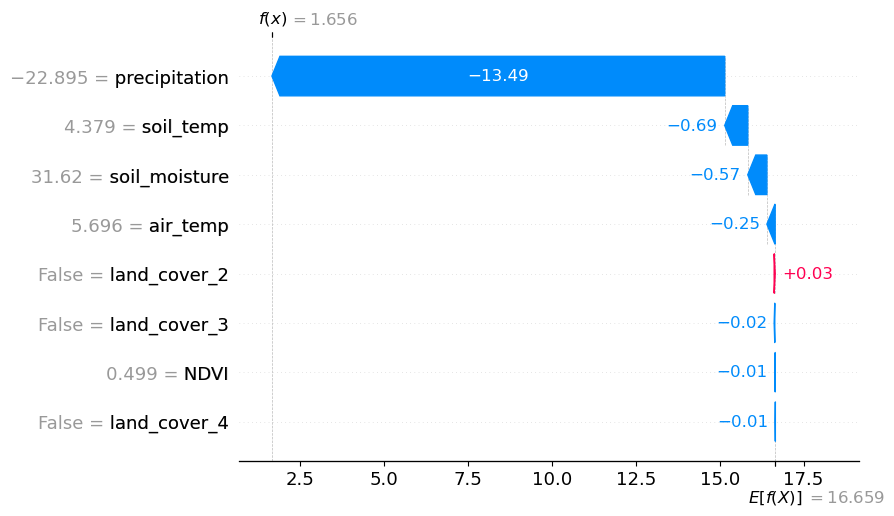 f(x) = 1.656
−22.895 = precipitation −13.49
4.379 = soil_temp −0.69
31.62 = soil_moisture −0.57
5.696 = air_temp −0.25
False = land_cover_2 +0.03
False = land_cover_3 −0.02
0.499 = NDVI −0.01
False = land_cover_4 −0.01
2.5 5.0 7.5 10.0 12.5 15.0 17.5
E[f(X)] = 16.659